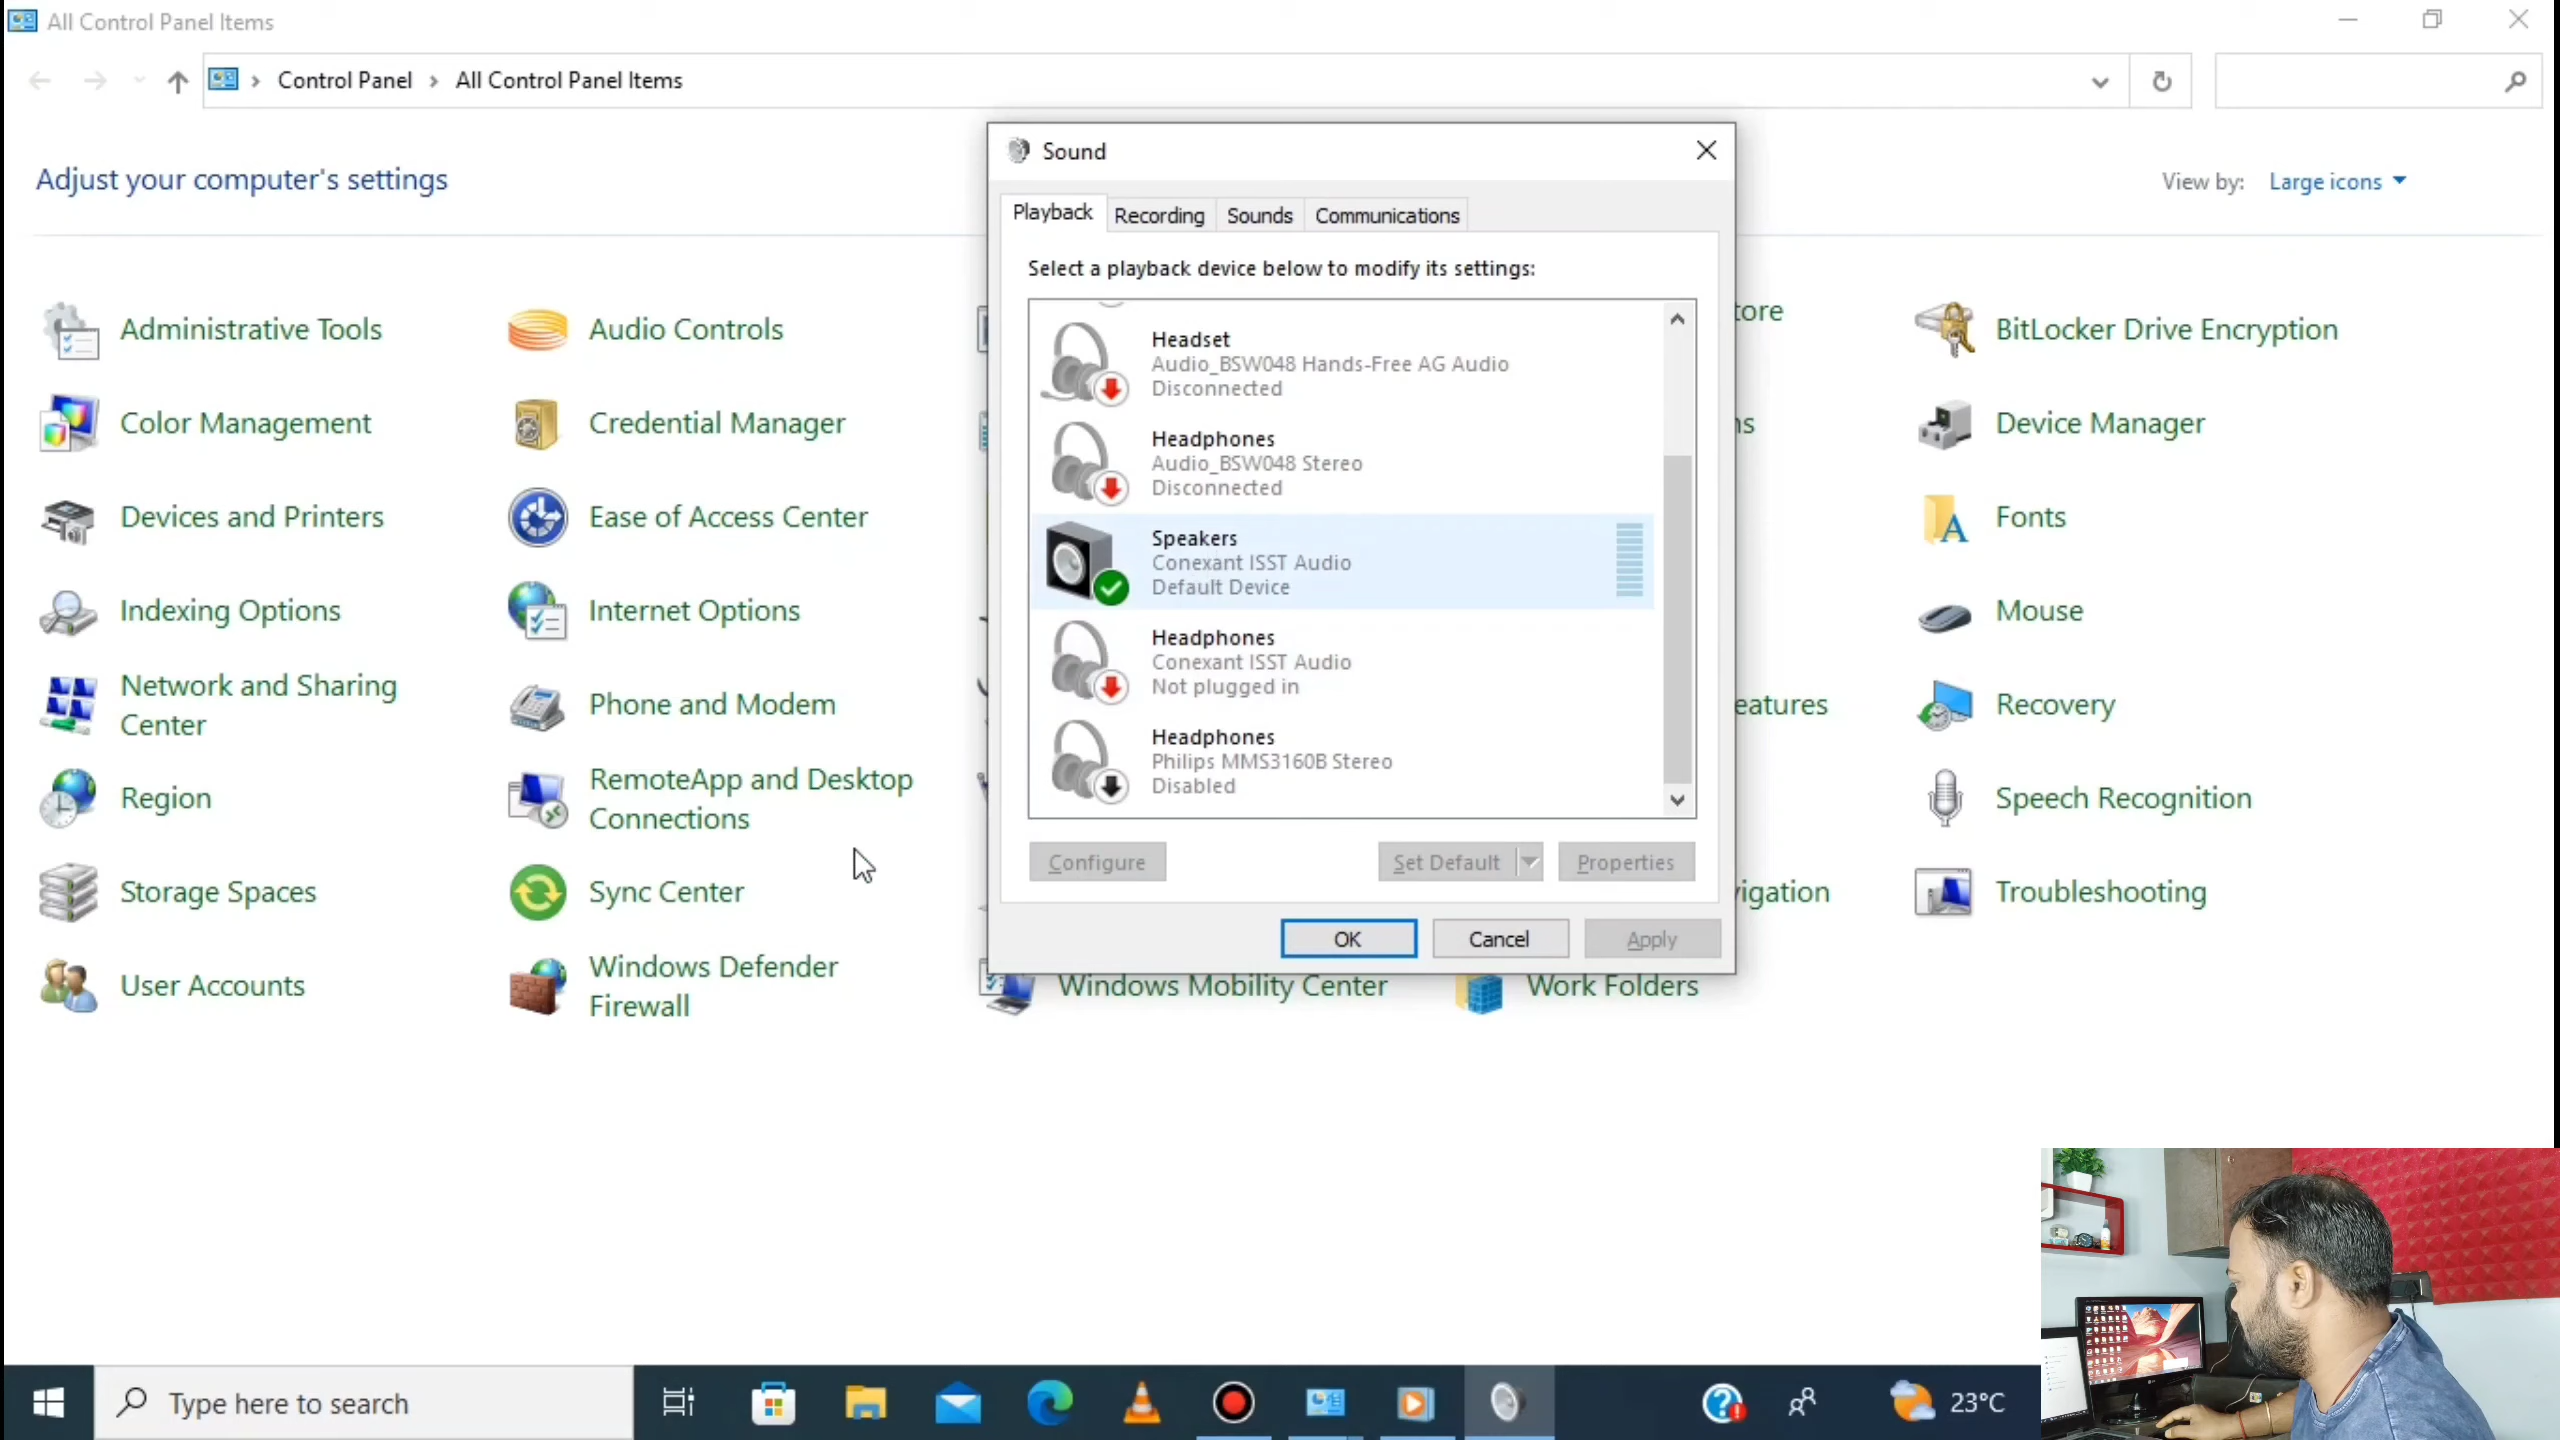 All Control Panel Items
Control Panel > All Control Panel Items
Adjust your computer's settings
View by: Large icons
Administrative Tools
Audio Controls
BitLocker Drive Encryption
Color Management
Credential Manager
Device Manager
Devices and Printers
Ease of Access Center
Fonts
Indexing Options
Internet Options
Mouse
Network and Sharing
Center
Phone and Modem
eatures
Recovery
Region
RemoteApp and Desktop
Connections
Speech Recognition
Storage Spaces
Sync Center
igation
Troubleshooting
User Accounts
Windows Defender
Firewall
Windows Mobility Center
Work Folders
Sound
Playback
Recording
Sounds
Communications
Select a playback device below to modify its settings:
Headset
Audio_BSW048 Hands-Free AG Audio
Disconnected
Headphones
Audio_BSW048 Stereo
Disconnected
Speakers
Conexant ISST Audio
Default Device
Headphones
Conexant ISST Audio
Not plugged in
Headphones
Philips MMS3160B Stereo
Disabled
Configure
Set Default
Properties
OK
Cancel
Apply
Type here to search
23°C